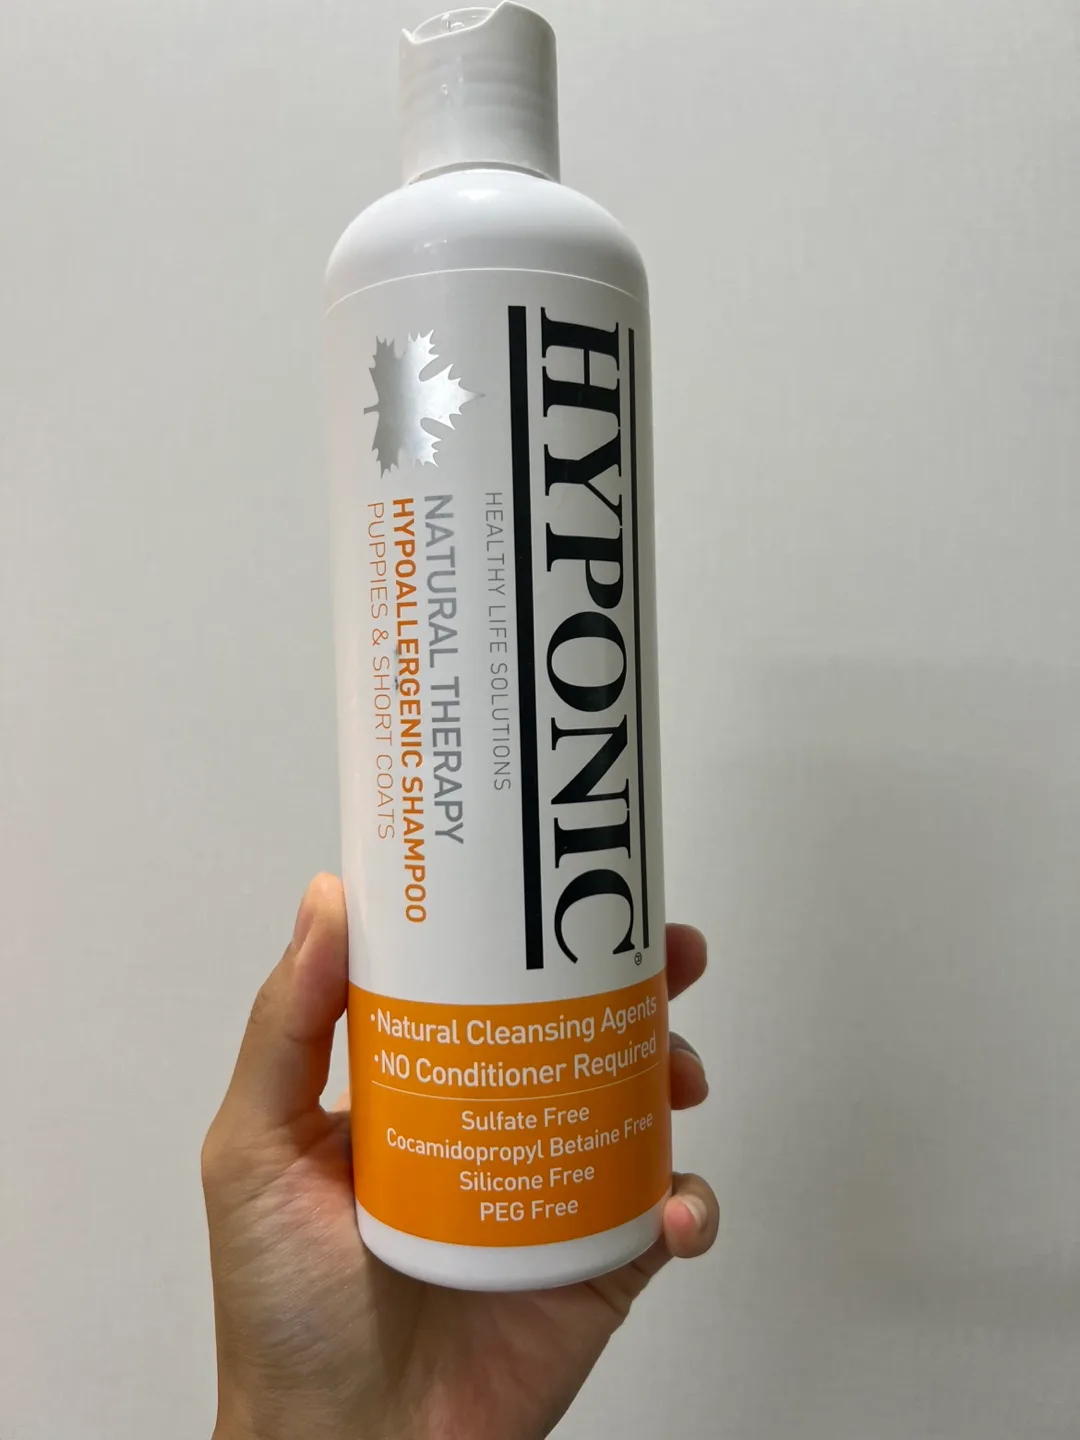 HYPONIC®
HEALTHY LIFE SOLUTIONS
NATURAL THERAPY
HYPOALLERGENIC SHAMPOO
PUPPIES & SHORT COATS
•Natural Cleansing Agents
•NO Conditioner Required
Sulfate Free
Cocamidopropyl Betaine Free
Silicone Free
PEG Free